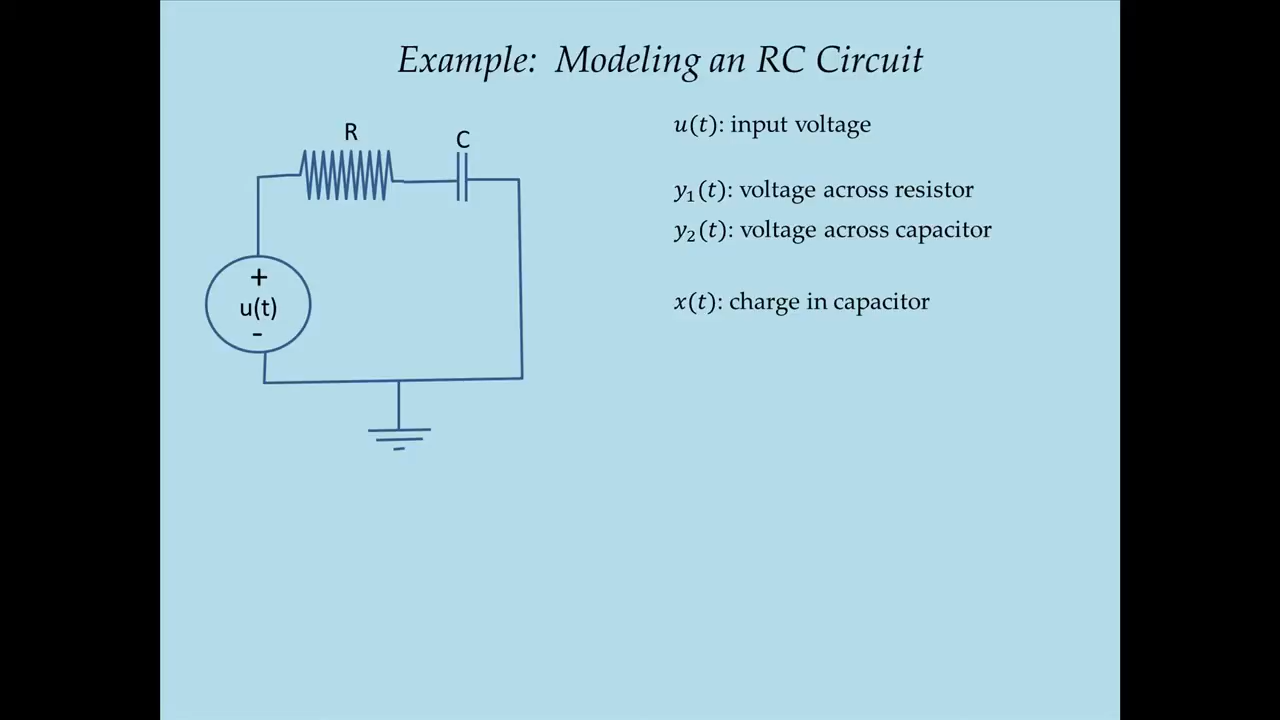 Example: Modeling an RC Circuit
R
C
+
u(t)
-
u(t): input voltage
y₁(t): voltage across resistor
y₂(t): voltage across capacitor
x(t): charge in capacitor